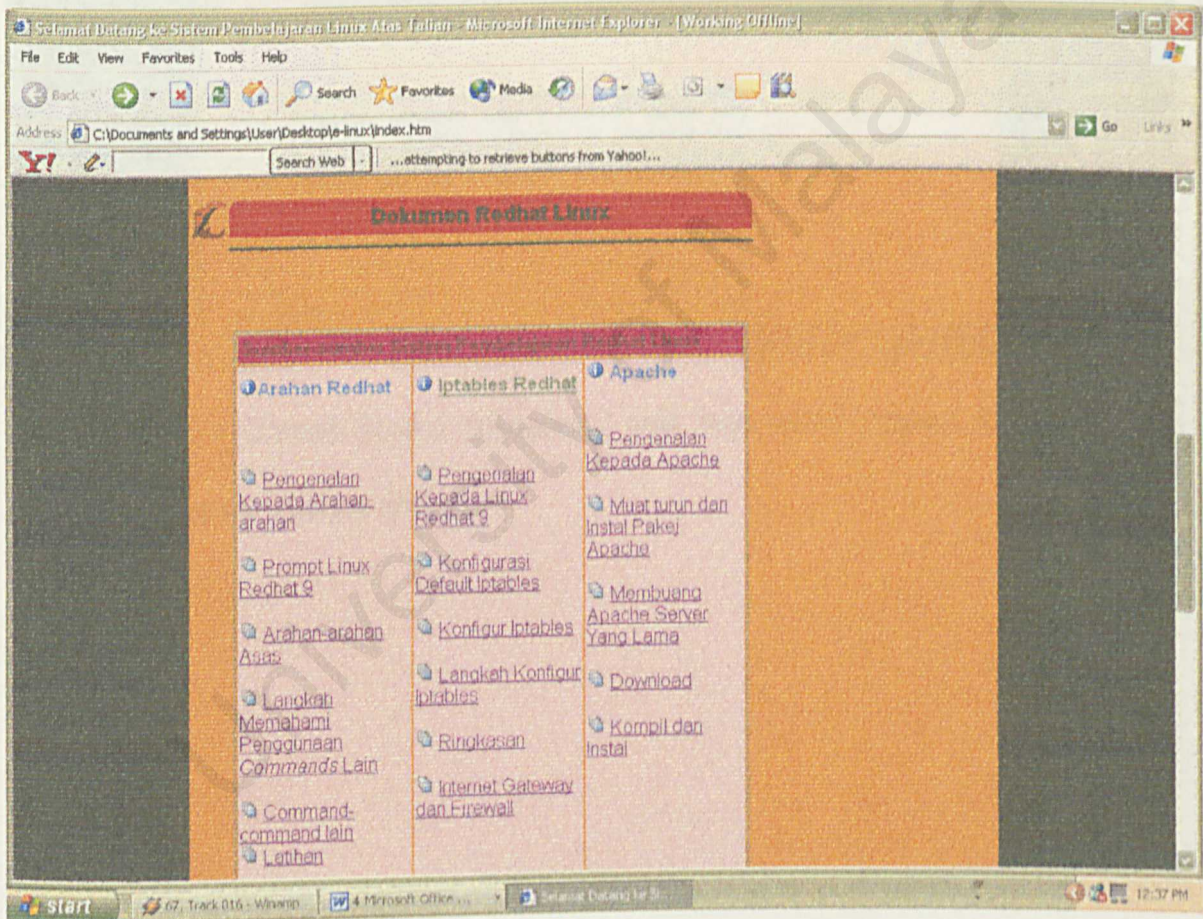 Selamat Datang ke Sistem Pembelajaran Linux Atas Talian - Microsoft Internet Explorer - [Working Offline]
File Edit View Favorites Tools Help
Back Search Favorites Media
Address C:\Documents and Settings\User\Desktop\e-linux\index.htm Go Links »
Y! Search Web ...attempting to retrieve buttons from Yahoo!...
Dokumen Redhat Linux
Arahan Redhat
Pengenalan
Kepada Arahan-
arahan
Prompt Linux
Redhat 9
Arahan-arahan
Asas
Langkah
Memahami
Penggunaan
Commands Lain
Command-
command lain
Latihan
Iptables Redhat
Pengenalan
Kepada Linux
Redhat 9
Konfigurasi
Default Iptables
Konfigur Iptables
Langkah Konfigur
Iptables
Ringkasan
Internet Gateway
dan Firewall
Apache
Pengenalan
Kepada Apache
Muat turun dan
Instal Pakej
Apache
Membuang
Apache Server
Yang Lama
Download
Kompil dan
Instal
start 67. Track 016 - Winamp 4 Microsoft Office ... Selamat Datang ke Si... 12:37 PM
University of Malaya